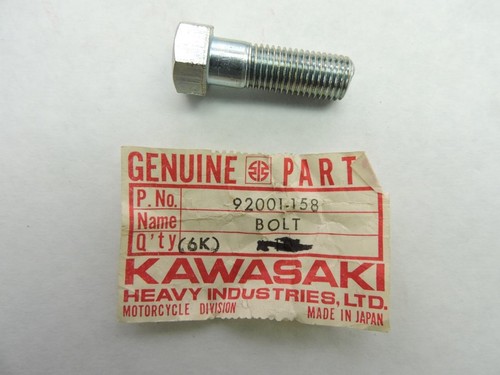 GENUINE PART
P. No. 92001-158
Name BOLT
Q'ty (6K)
KAWASAKI
HEAVY INDUSTRIES, LTD.
MOTORCYCLE DIVISION MADE IN JAPAN